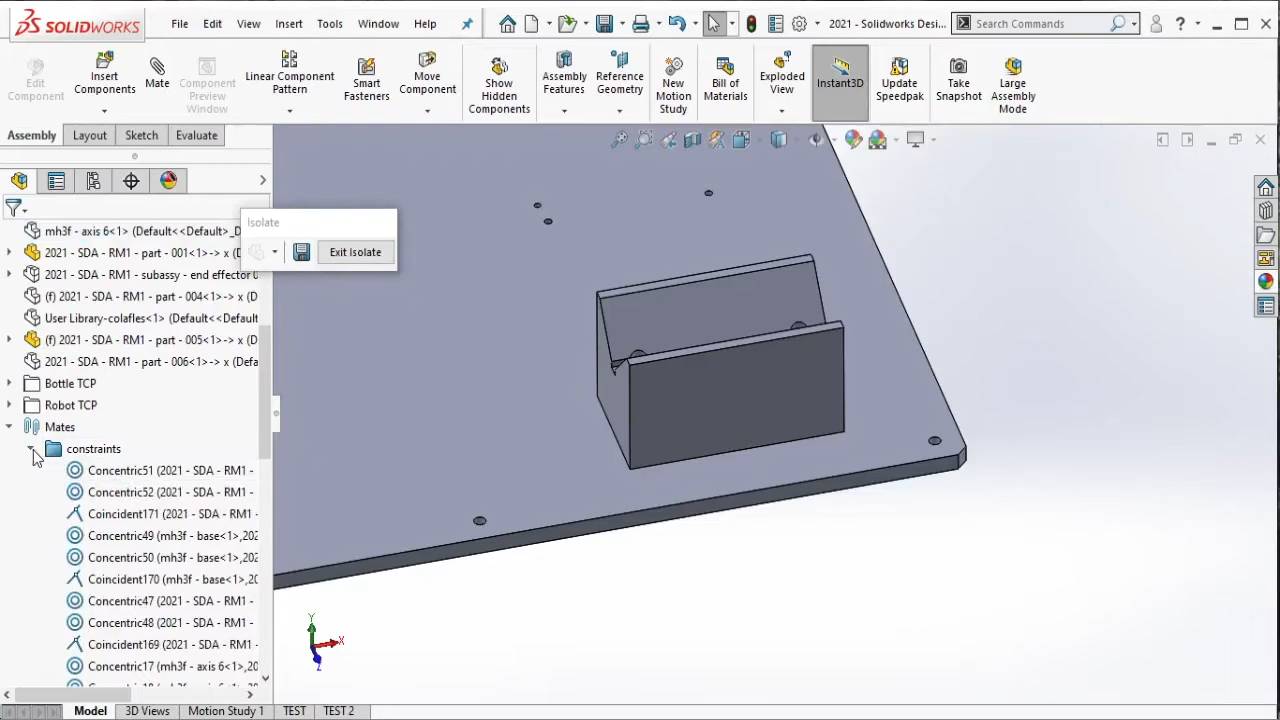 SOLIDWORKS File Edit View Insert Tools Window Help 2021 - Solidworks Desi... Search Commands ?
Edit Component
Insert Components
Mate
Component Preview Window
Linear Component Pattern
Smart Fasteners
Move Component
Show Hidden Components
Assembly Features
Reference Geometry
New Motion Study
Bill of Materials
Exploded View
Instant3D
Update Speedpak
Take Snapshot
Large Assembly Mode
Assembly Layout Sketch Evaluate
Isolate
Exit Isolate
mh3f - axis 6<1> (Default<<Default>_D
2021 - SDA - RM1 - part - 001<1>-> x (D
2021 - SDA - RM1 - subassy - end effector
(f) 2021 - SDA - RM1 - part - 004<1>-> x (D
User Library-colafles<1> (Default<<Default
(f) 2021 - SDA - RM1 - part - 005<1>-> x (D
2021 - SDA - RM1 - part - 006<1>-> x (Defa
Bottle TCP
Robot TCP
Mates
constraints
Concentric51 (2021 - SDA - RM1 -
Concentric52 (2021 - SDA - RM1 -
Coincident171 (2021 - SDA - RM1 -
Concentric49 (mh3f - base<1>,202
Concentric50 (mh3f - base<1>,202
Coincident170 (mh3f - base<1>,20
Concentric47 (2021 - SDA - RM1 -
Concentric48 (2021 - SDA - RM1 -
Coincident169 (2021 - SDA - RM1 -
Concentric17 (mh3f - axis 6<1>,20
Y
X
Z
Model 3D Views Motion Study 1 TEST TEST 2